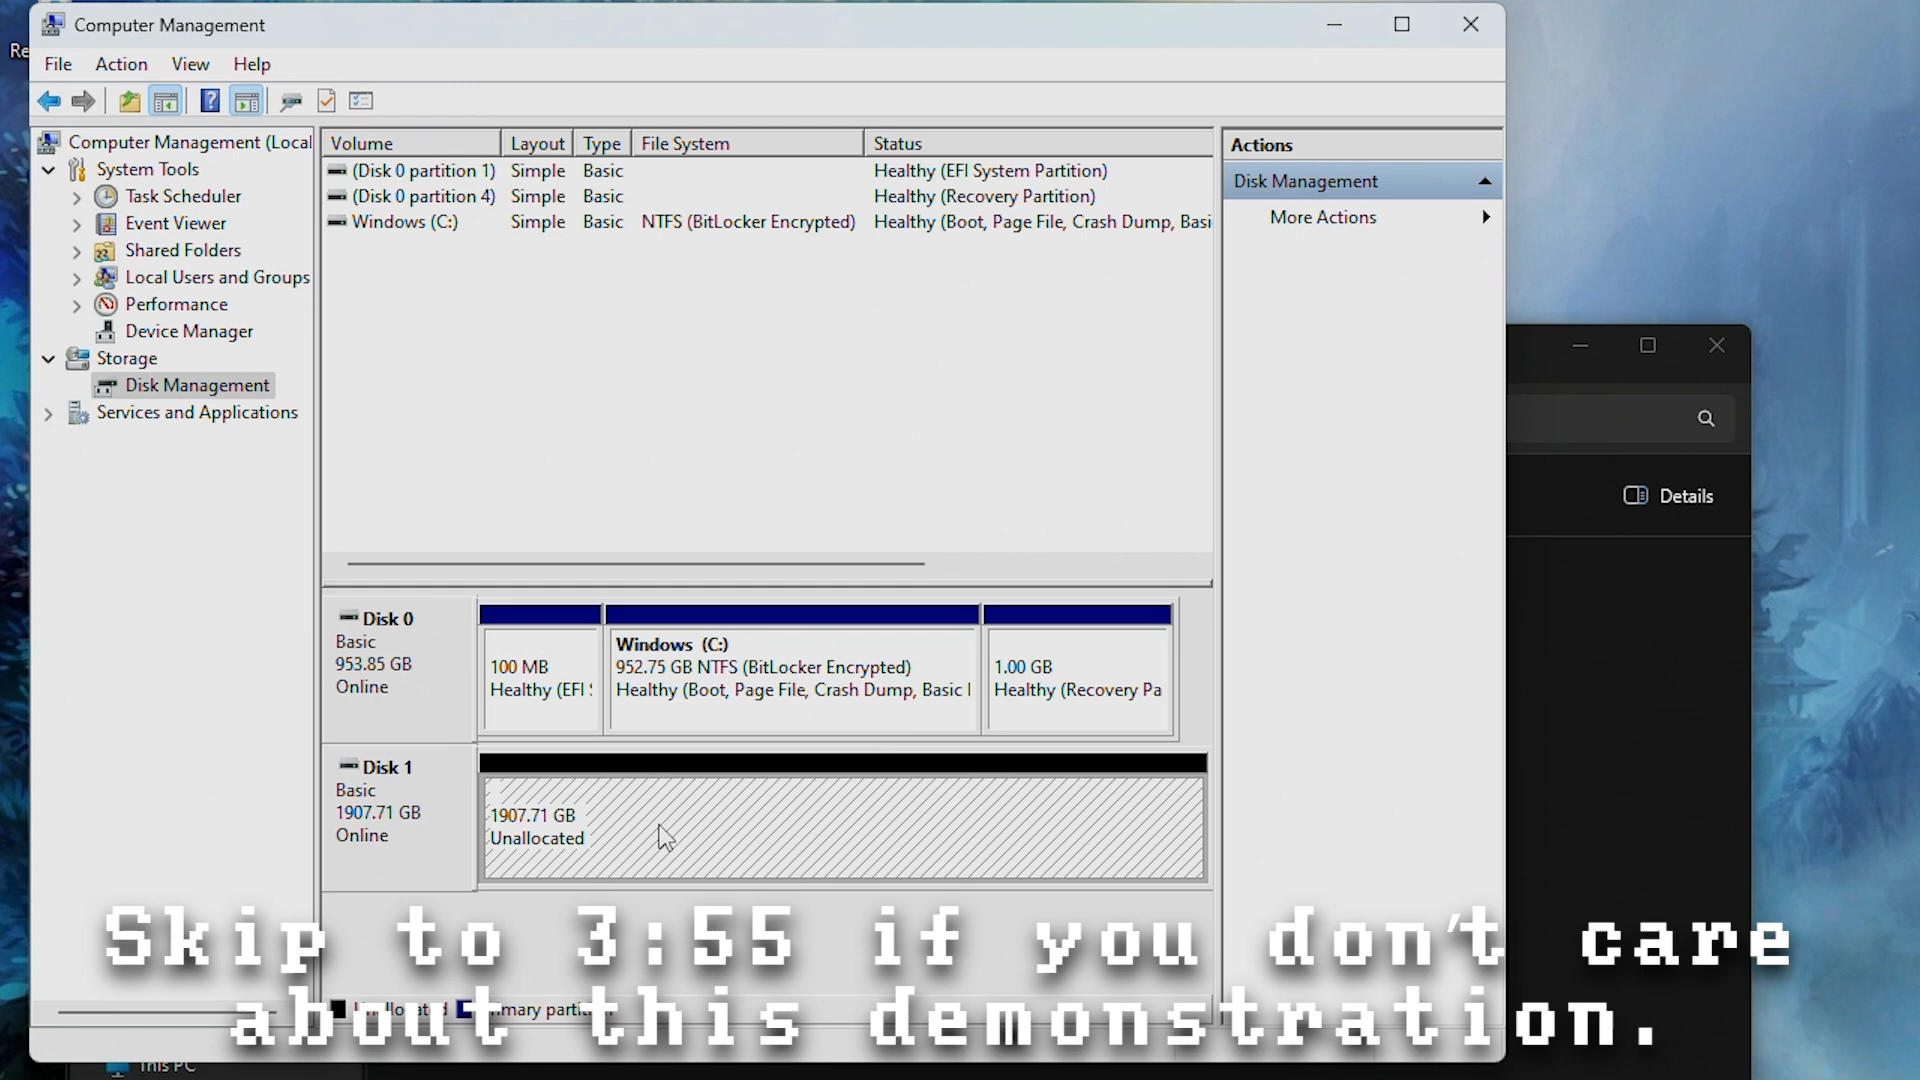 Computer Management
Re
File Action View Help
Computer Management (Local
System Tools
Task Scheduler
Event Viewer
Shared Folders
Local Users and Groups
Performance
Device Manager
Storage
Disk Management
Services and Applications
Volume Layout Type File System Status
(Disk 0 partition 1) Simple Basic Healthy (EFI System Partition)
(Disk 0 partition 4) Simple Basic Healthy (Recovery Partition)
Windows (C:) Simple Basic NTFS (BitLocker Encrypted) Healthy (Boot, Page File, Crash Dump, Basi
Actions
Disk Management
More Actions
Details
Disk 0
Basic
953.85 GB
Online
100 MB
Healthy (EFI
Windows (C:)
952.75 GB NTFS (BitLocker Encrypted)
Healthy (Boot, Page File, Crash Dump, Basic
1.00 GB
Healthy (Recovery Pa
Disk 1
Basic
1907.71 GB
Online
1907.71 GB
Unallocated
Skip to 3:55 if you don't care
about this demonstration.
This PC